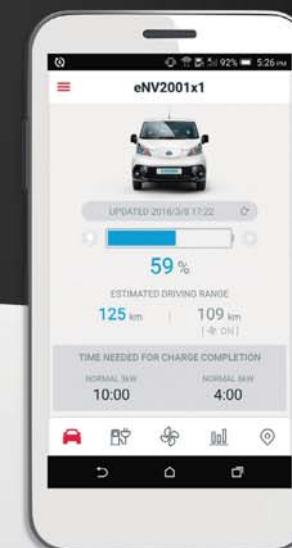 92% 5:26 PM
eNV2001x1
UPDATED 2016/3/8 17:22
59 %
ESTIMATED DRIVING RANGE
125 km | 109 km
[ ON ]
TIME NEEDED FOR CHARGE COMPLETION
NORMAL 3kW NORMAL 6kW
10:00 4:00